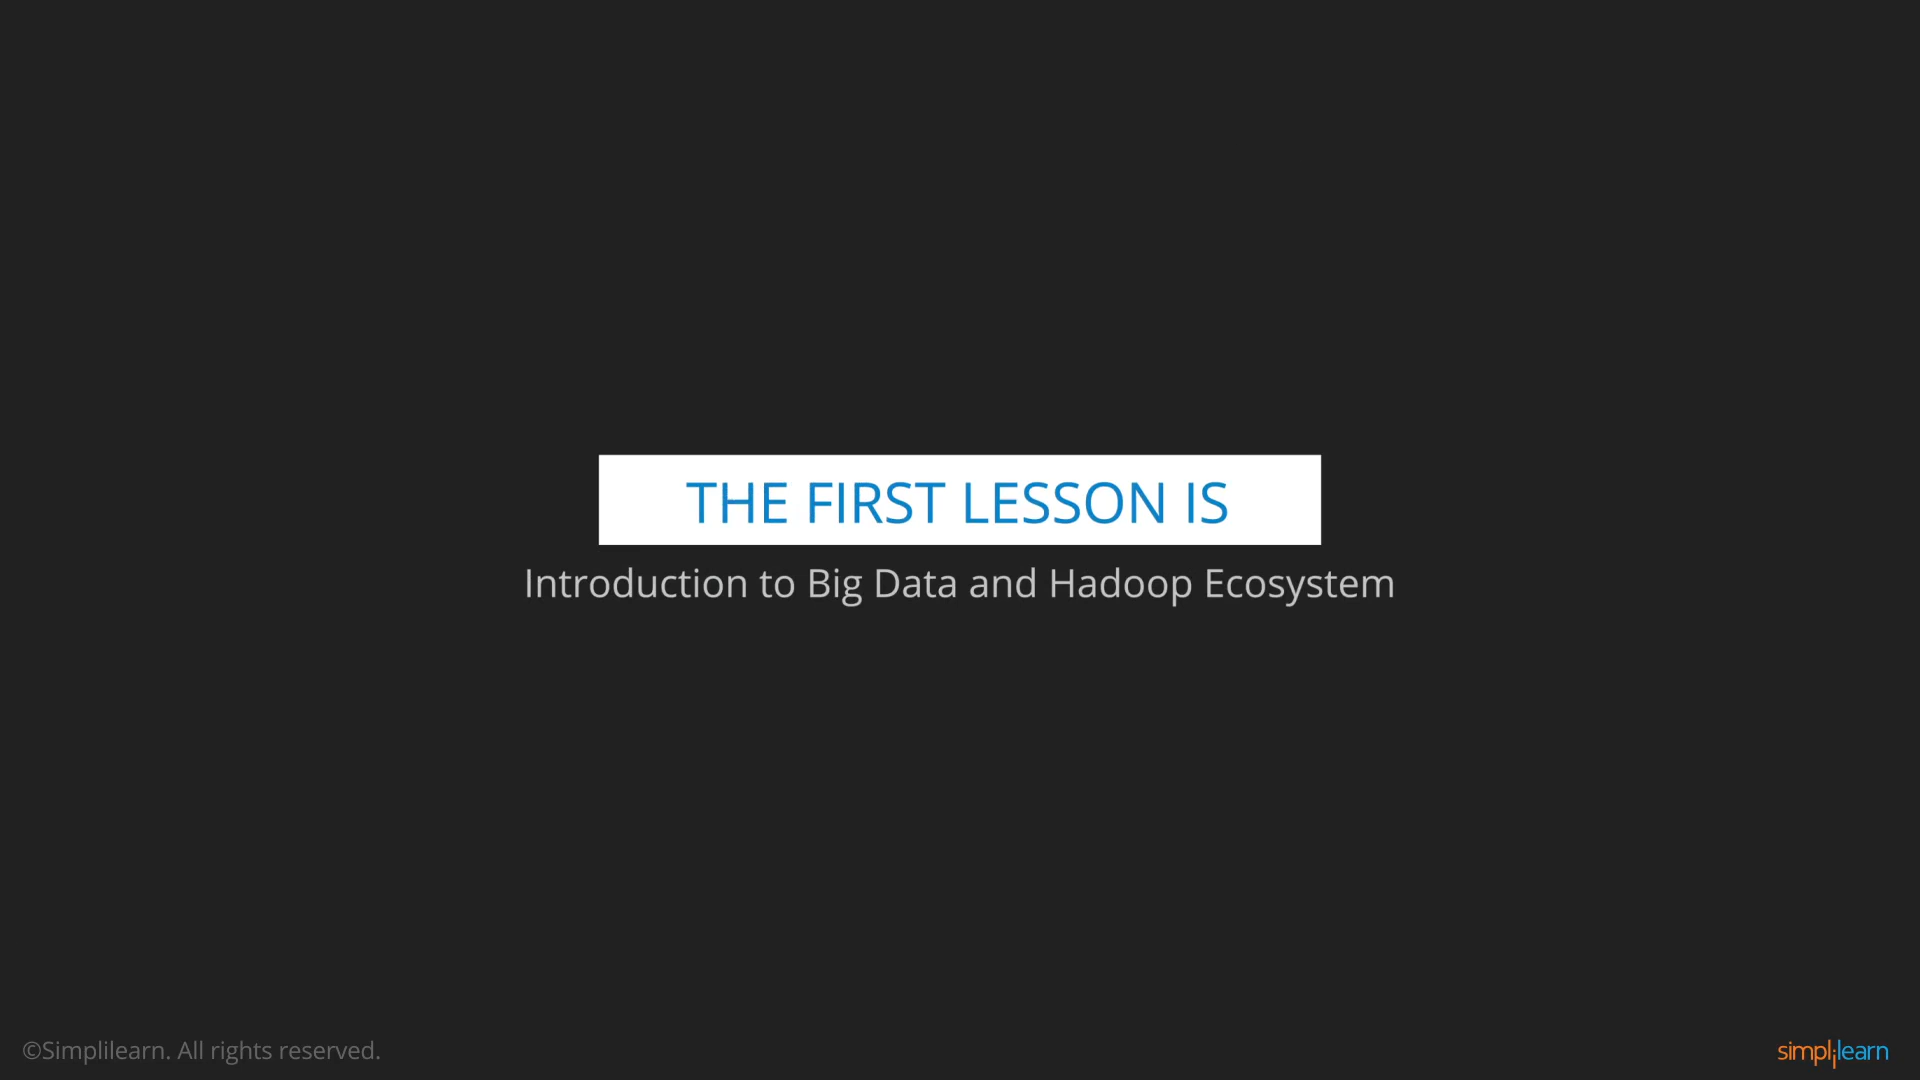 THE FIRST LESSON IS
Introduction to Big Data and Hadoop Ecosystem
©Simplilearn. All rights reserved.
simplilearn